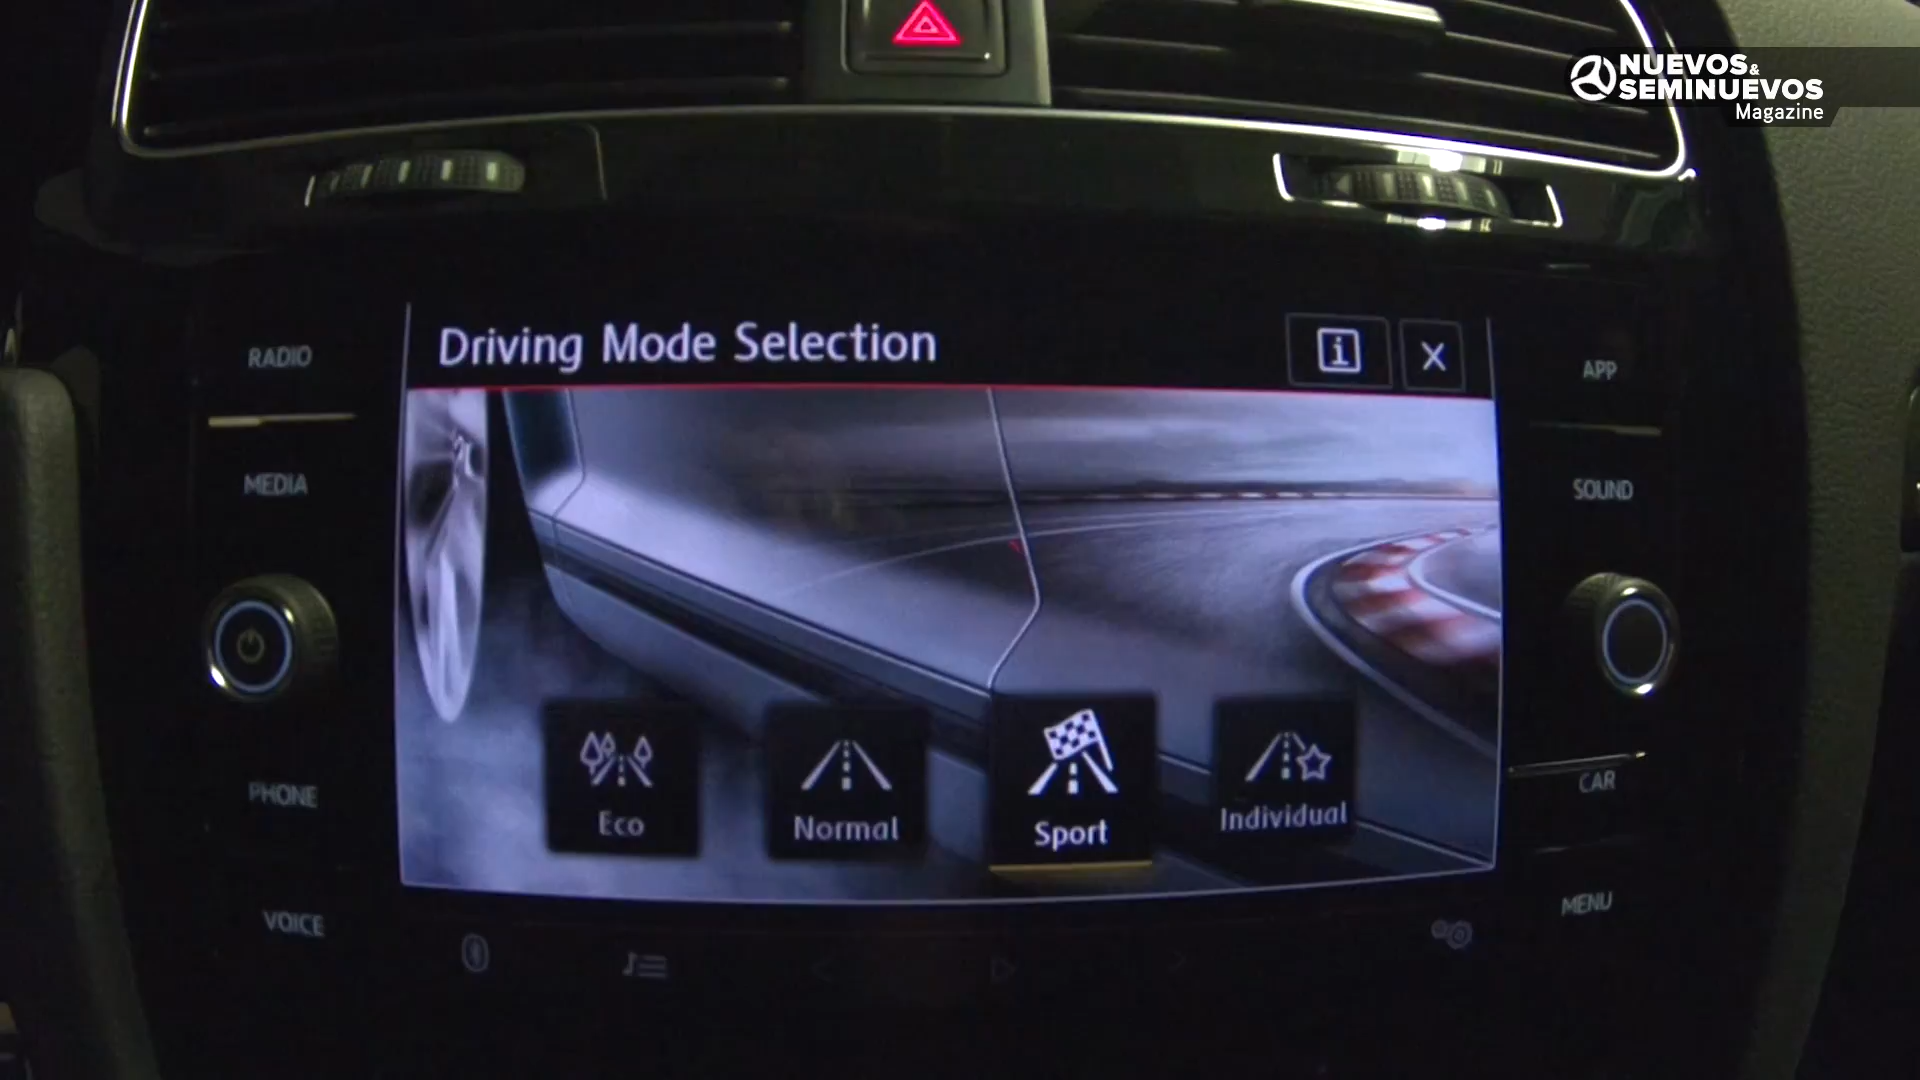 NUEVOS&
SEMINUEVOS
Magazine
Driving Mode Selection
i
X
RADIO
MEDIA
PHONE
VOICE
APP
SOUND
CAR
MENU
Eco
Normal
Sport
Individual